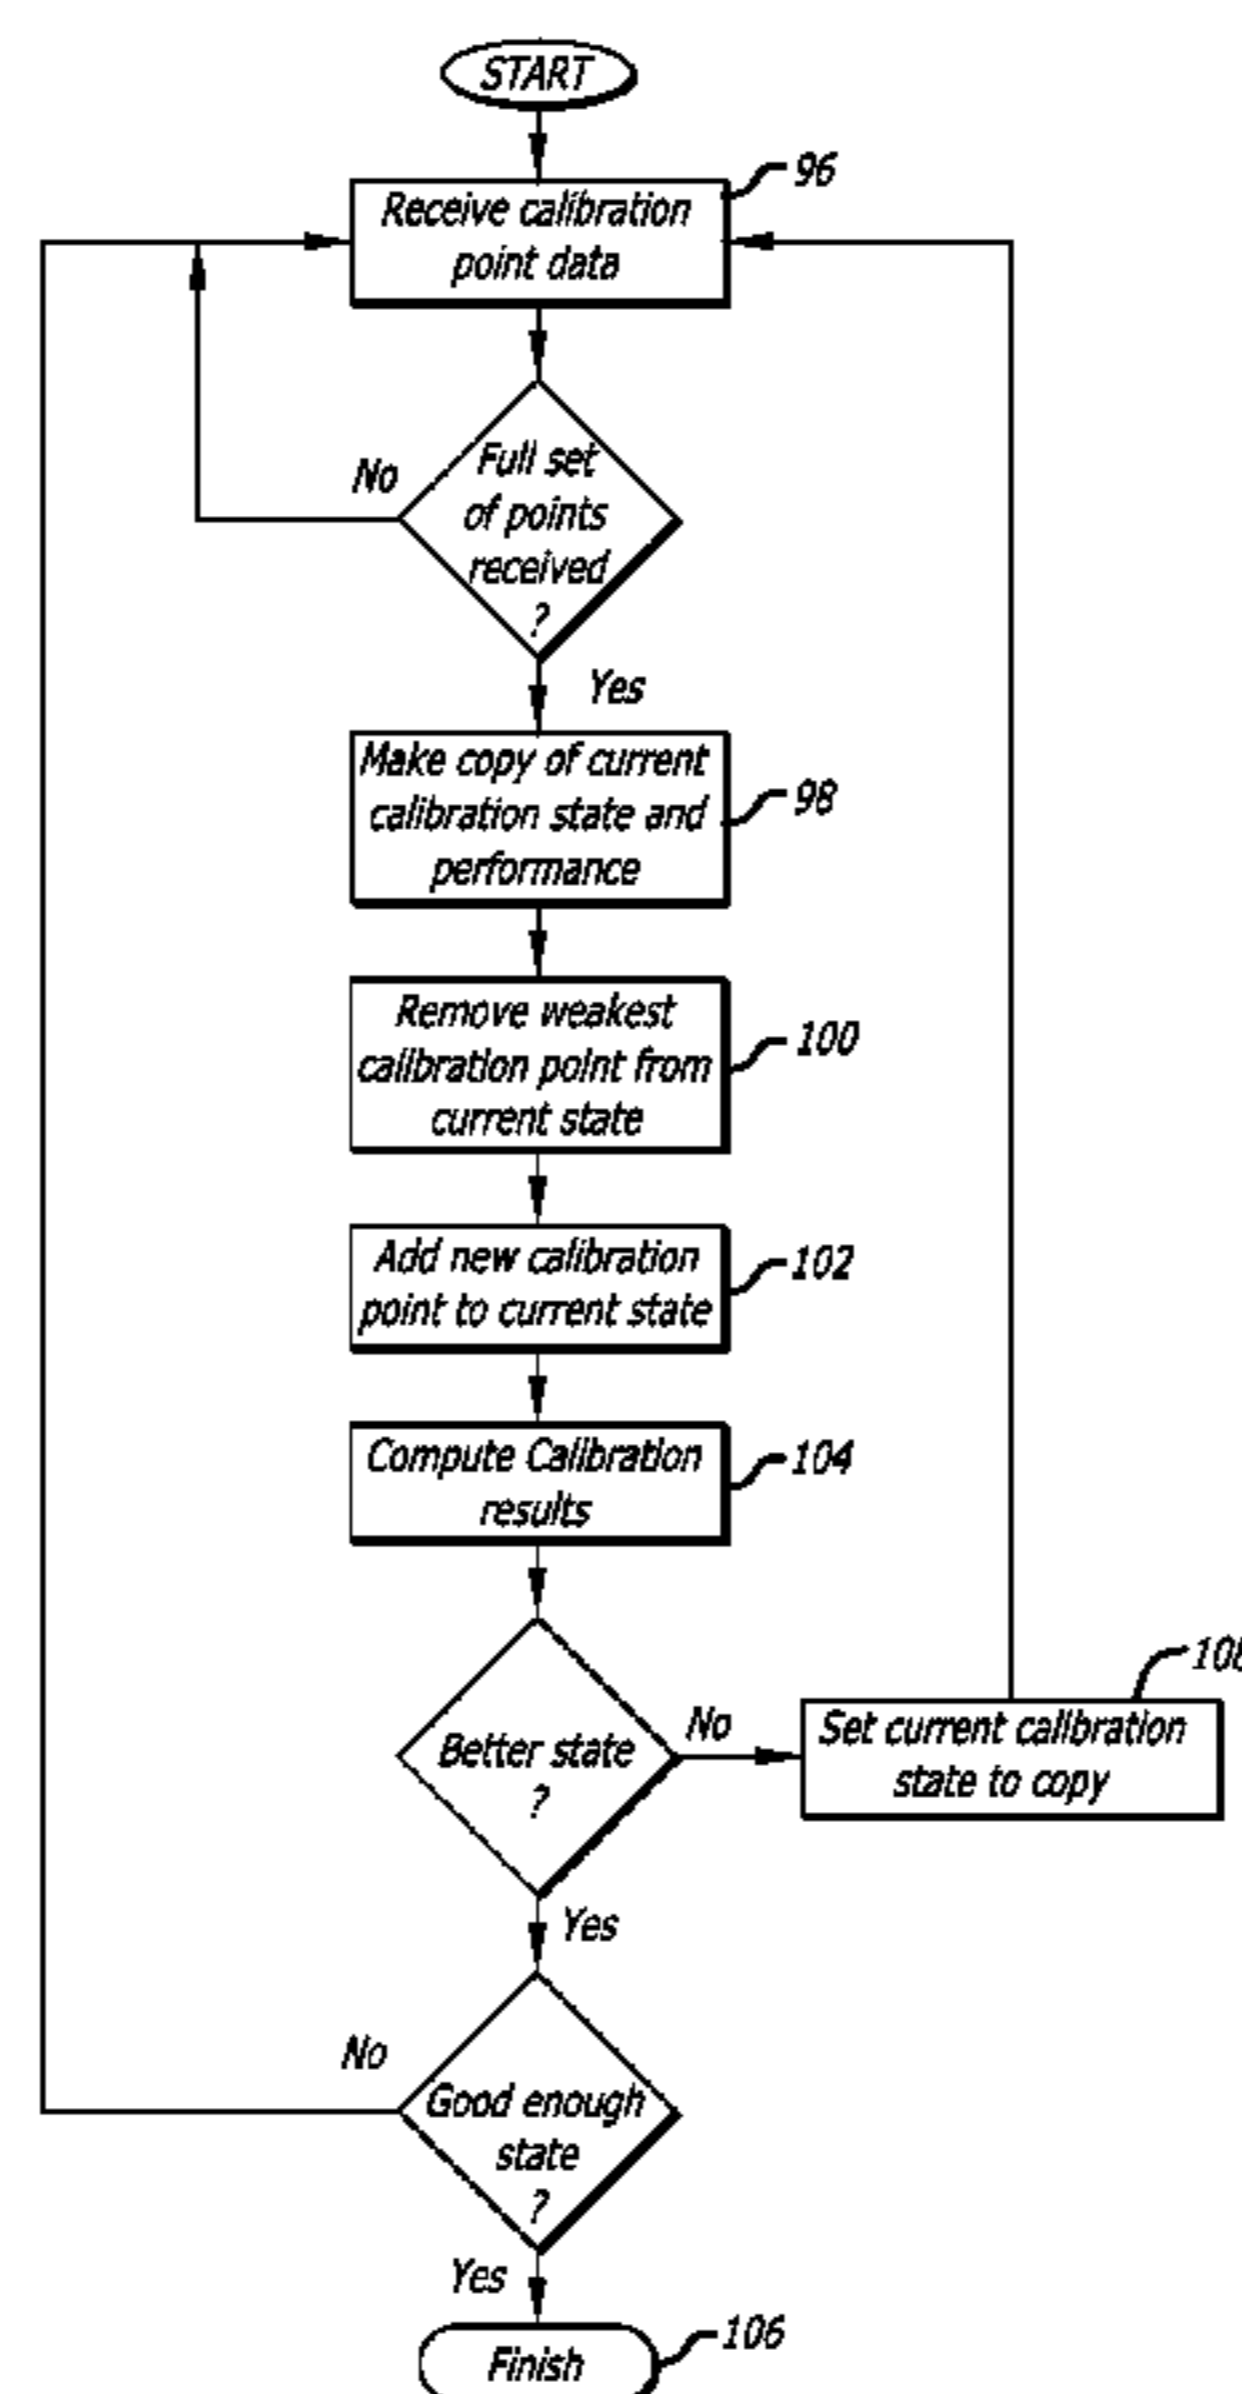 START
96
Receive calibration
point data
No
Full set
of points
received
?
Yes
Make copy of current
calibration state and
performance
98
Remove weakest
calibration point from
current state
100
Add new calibration
point to current state
102
Compute Calibration
results
104
Better state
?
No
108
Set current calibration
state to copy
Yes
No
Good enough
state
?
Yes
Finish
106